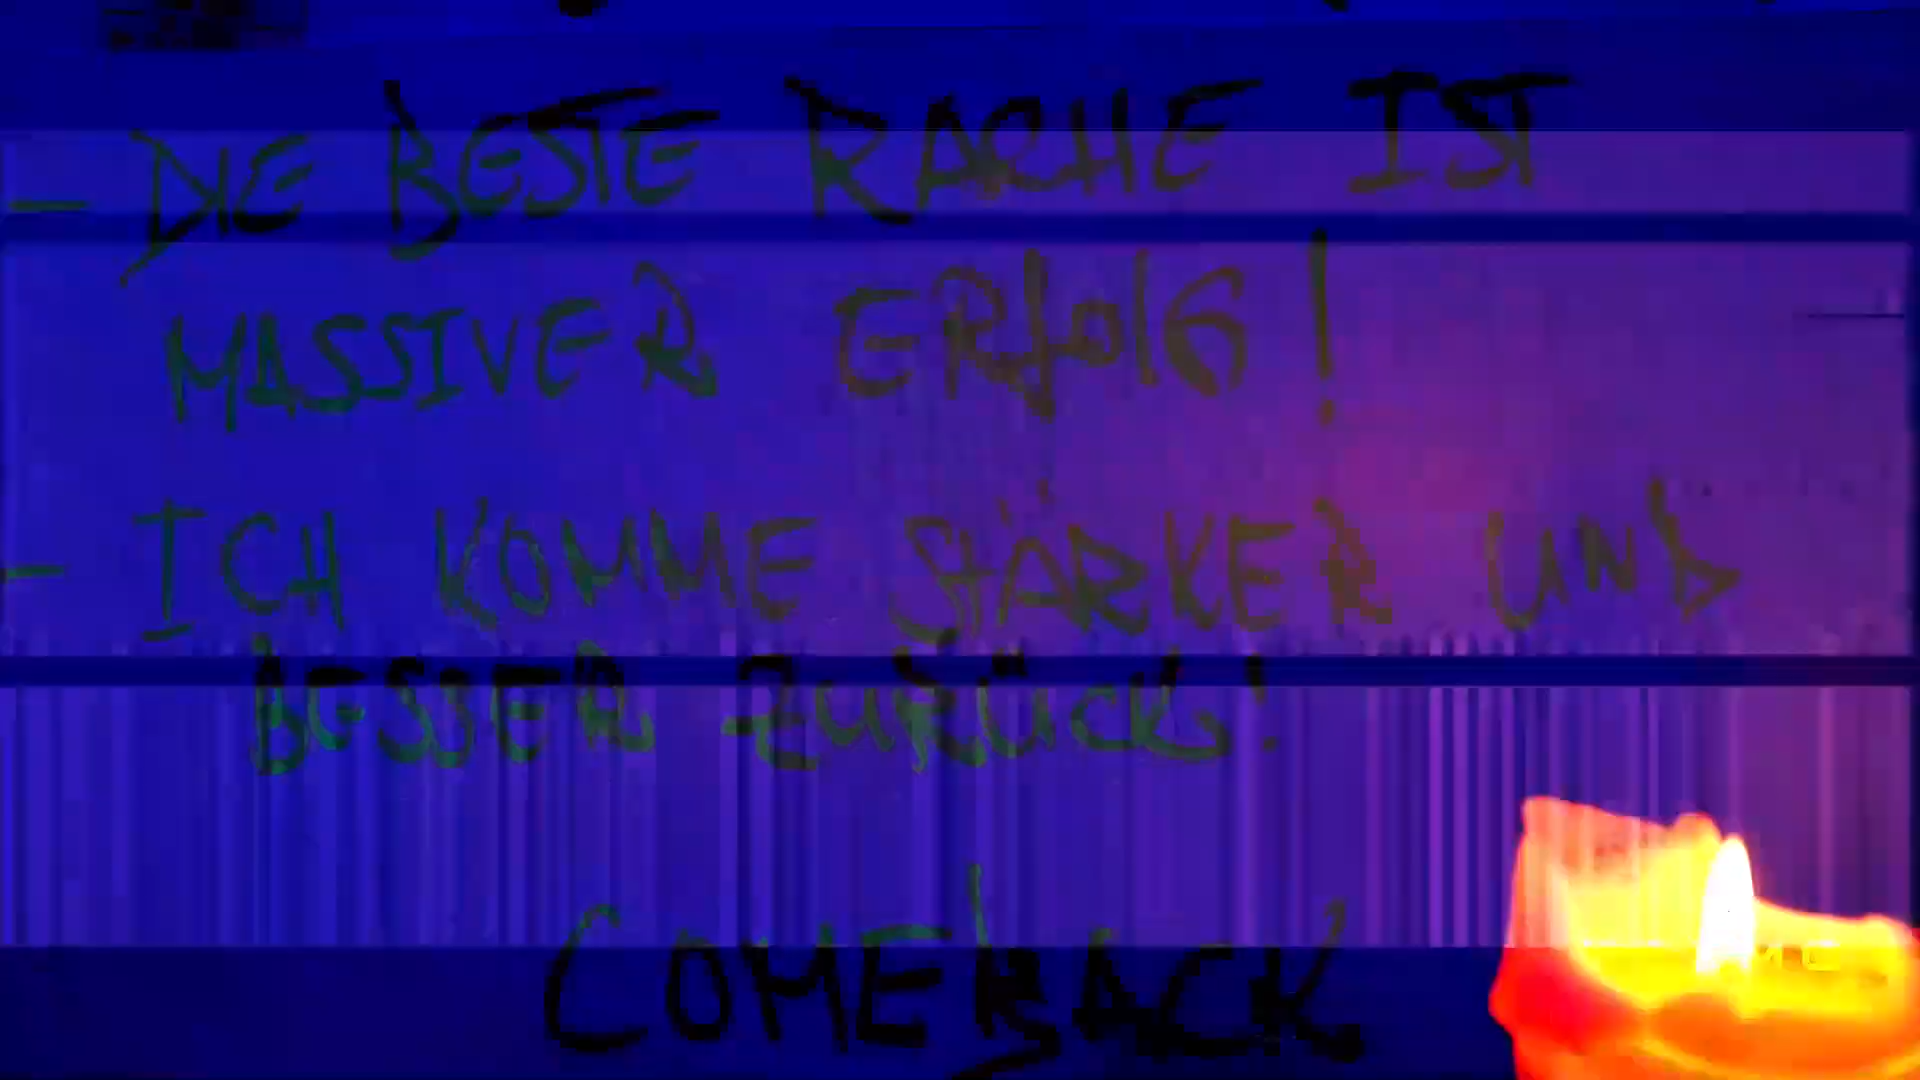 - DIE BESTE RACHE IST
MASSIVER ERfolG!
- ICH KOMME STÄRKER UND
BESSER ZURÜCK!
COMEBACK